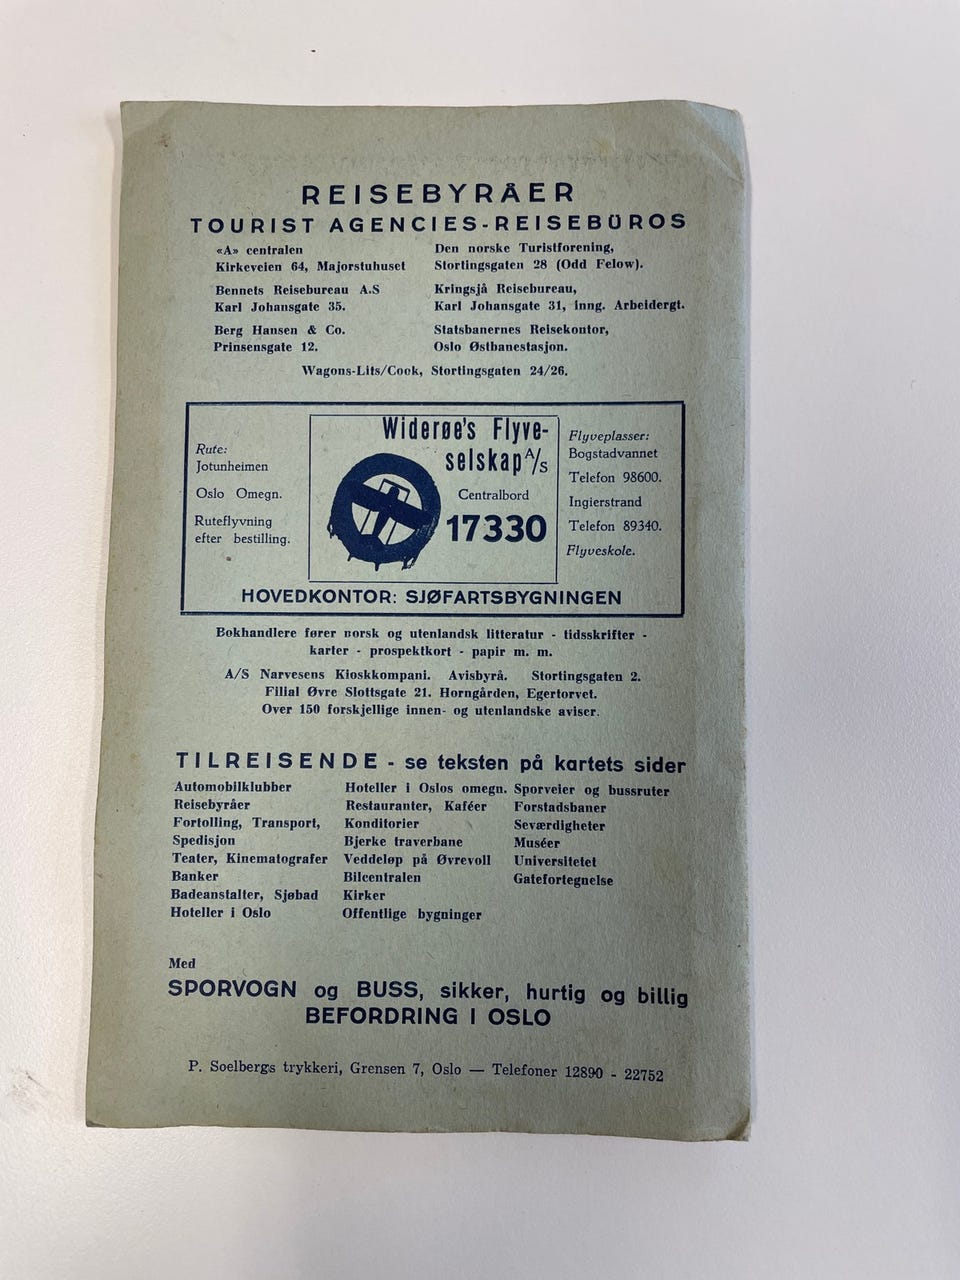 REISEBYRÅER
TOURIST AGENCIES-REISEBÜROS
«A» centralen
Kirkeveien 64, Majorstuhuset
Bennets Reisebureau A.S
Karl Johansgate 35.
Berg Hansen & Co.
Prinsensgate 12.
Den norske Turistforening,
Stortingsgaten 28 (Odd Felow).
Kringsjå Reisebureau,
Karl Johansgate 31, inng. Arbeidergt.
Statsbanernes Reisekontor,
Oslo Østbanestasjon.
Wagons-Lits/Cook, Stortingsgaten 24/26.
Rute:
Jotunheimen
Oslo Omegn.
Ruteflyvning
efter bestilling.
Widerøe's Flyve-
selskap A/S
Centralbord
17330
Flyveplasser:
Bogstadvannet
Telefon 98600.
Ingierstrand
Telefon 89340.
Flyveskole.
HOVEDKONTOR: SJØFARTSBYGNINGEN
Bokhandlere fører norsk og utenlandsk litteratur - tidsskrifter -
karter - prospektkort - papir m. m.
A/S Narvesens Kioskkompani. Avisbyrå. Stortingsgaten 2.
Filial Øvre Slottsgate 21. Horngården, Egertorvet.
Over 150 forskjellige innen- og utenlandske aviser.
TILREISENDE - se teksten på kartets sider
Automobilklubber
Reisebyråer
Fortolling, Transport,
Spedisjon
Teater, Kinematografer
Banker
Badeanstalter, Sjøbad
Hoteller i Oslo
Hoteller i Oslos omegn.
Restauranter, Kaféer
Konditorier
Bjerke traverbane
Veddeløp på Øvrevoll
Bilcentralen
Kirker
Offentlige bygninger
Sporveier og bussruter
Forstadsbaner
Seværdigheter
Muséer
Universitetet
Gatefortegnelse
Med
SPORVOGN og BUSS, sikker, hurtig og billig
BEFORDRING I OSLO
P. Soelbergs trykkeri, Grensen 7, Oslo — Telefoner 12890 - 22752